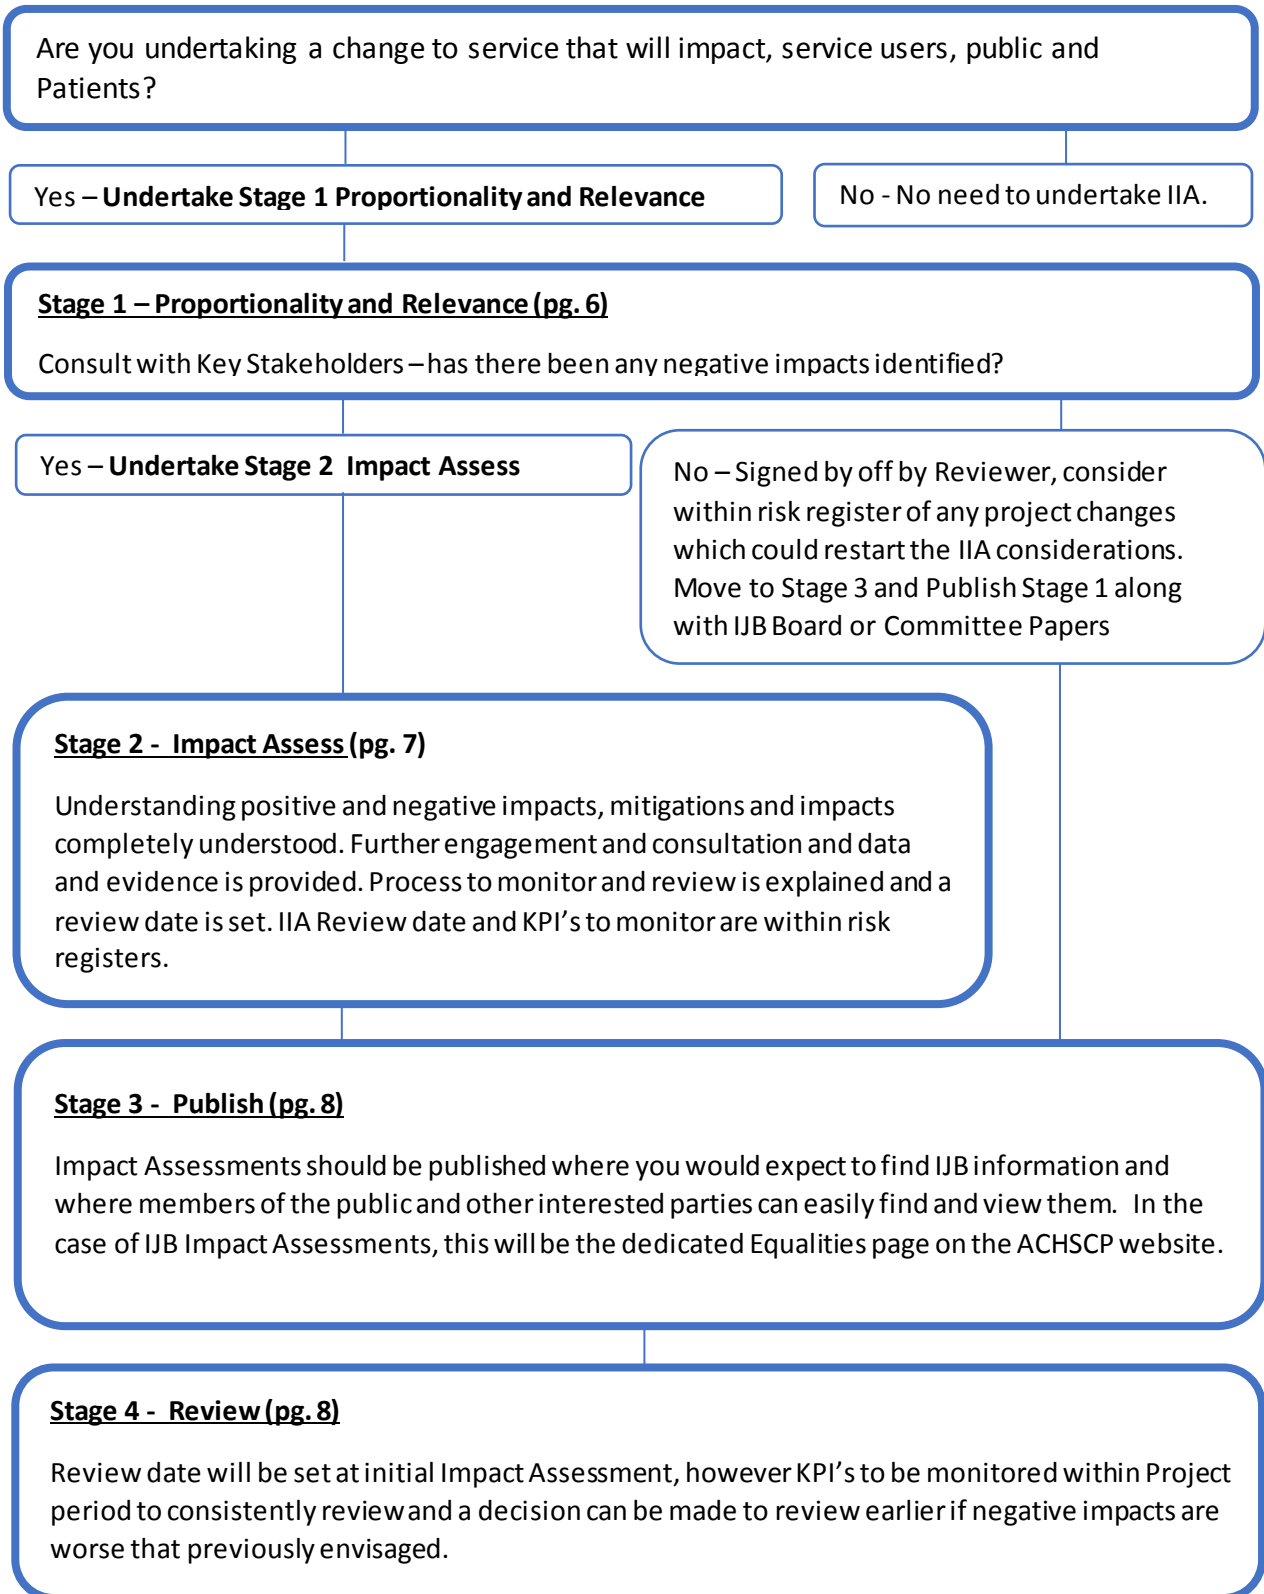 Are you undertaking a change to service that will impact, service users, public and
Patients?
Yes – Undertake Stage 1 Proportionality and Relevance
No - No need to undertake IIA.
Stage 1 – Proportionality and Relevance (pg. 6)
Consult with Key Stakeholders – has there been any negative impacts identified?
Yes – Undertake Stage 2 Impact Assess
No – Signed by off by Reviewer, consider
within risk register of any project changes
which could restart the IIA considerations.
Move to Stage 3 and Publish Stage 1 along
with IJB Board or Committee Papers
Stage 2 - Impact Assess (pg. 7)
Understanding positive and negative impacts, mitigations and impacts
completely understood. Further engagement and consultation and data
and evidence is provided. Process to monitor and review is explained and a
review date is set. IIA Review date and KPI's to monitor are within risk
registers.
Stage 3 - Publish (pg. 8)
Impact Assessments should be published where you would expect to find IJB information and
where members of the public and other interested parties can easily find and view them. In the
case of IJB Impact Assessments, this will be the dedicated Equalities page on the ACHSCP website.
Stage 4 - Review (pg. 8)
Review date will be set at initial Impact Assessment, however KPI's to be monitored within Project
period to consistently review and a decision can be made to review earlier if negative impacts are
worse that previously envisaged.